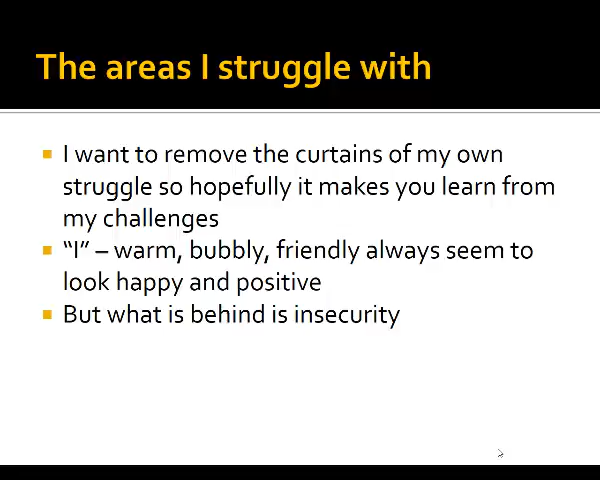 The areas I struggle with
I want to remove the curtains of my own
struggle so hopefully it makes you learn from
my challenges
“I” – warm, bubbly, friendly always seem to
look happy and positive
But what is behind is insecurity